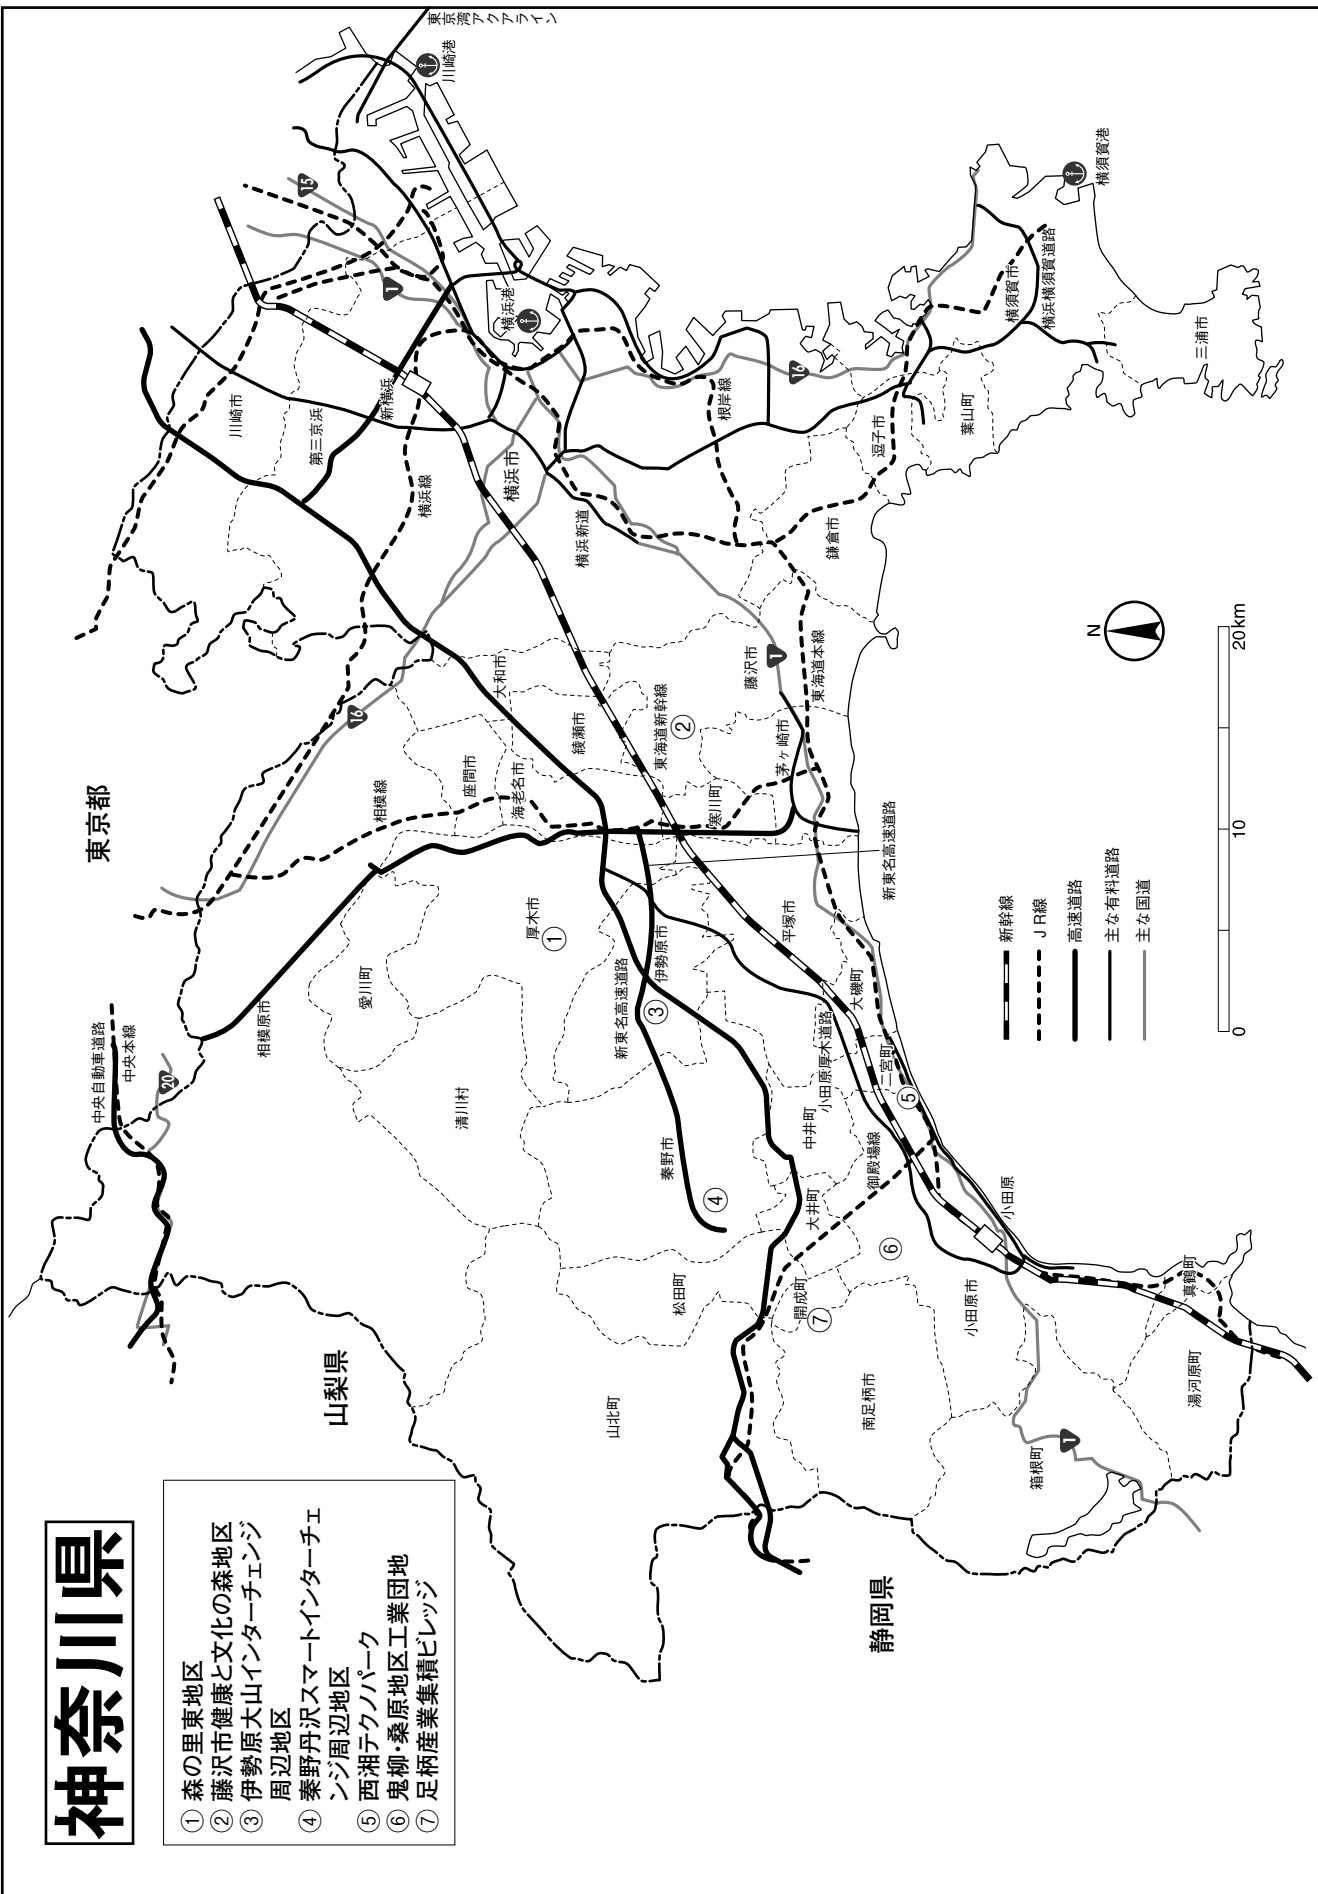 神奈川県
① 森の里東地区
② 藤沢市健康と文化の森地区
③ 伊勢原大山インターチェンジ
周辺地区
④ 秦野丹沢スマートインターチェ
ンジ周辺地区
⑤ 西湘テクノパーク
⑥ 鬼柳・桑原地区工業団地
⑦ 足柄産業集積ビレッジ
東京都
山梨県
静岡県
中央自動車道路
中央本線
20
相模原市
愛川町
清川村
厚木市
①
相模線
座間市
海老名市
大和市
綾瀬市
16
東海道新幹線
②
藤沢市
1
寒川町
茅ヶ崎市
東海道本線
新東名高速道路
平塚市
伊勢原市
③
新東名高速道路
秦野市
④
大磯町
小田原厚木道路
二宮町
⑤
中井町
大井町
御殿場線
⑥
松田町
開成町
⑦
山北町
南足柄市
小田原市
小田原
箱根町
1
真鶴町
湯河原町
川崎市
第三京浜
新横浜
横浜線
横浜市
横浜新道
15
1
東京湾アクアライン
川崎港
横浜港
根岸線
16
鎌倉市
逗子市
葉山町
横須賀市
横浜横須賀道路
横須賀港
三浦市
N
新幹線
JR線
高速道路
主な有料道路
主な国道
0
10
20km